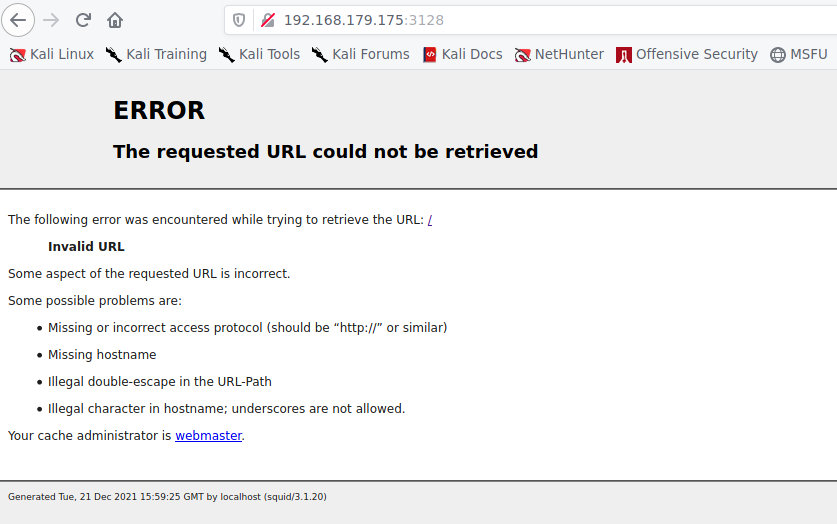 192.168.179.175:3128
Kali Linux Kali Training Kali Tools Kali Forums Kali Docs NetHunter Offensive Security MSFU
ERROR
The requested URL could not be retrieved
The following error was encountered while trying to retrieve the URL: /
Invalid URL
Some aspect of the requested URL is incorrect.
Some possible problems are:
• Missing or incorrect access protocol (should be “http://” or similar)
• Missing hostname
• Illegal double-escape in the URL-Path
• Illegal character in hostname; underscores are not allowed.
Your cache administrator is webmaster.
Generated Tue, 21 Dec 2021 15:59:25 GMT by localhost (squid/3.1.20)